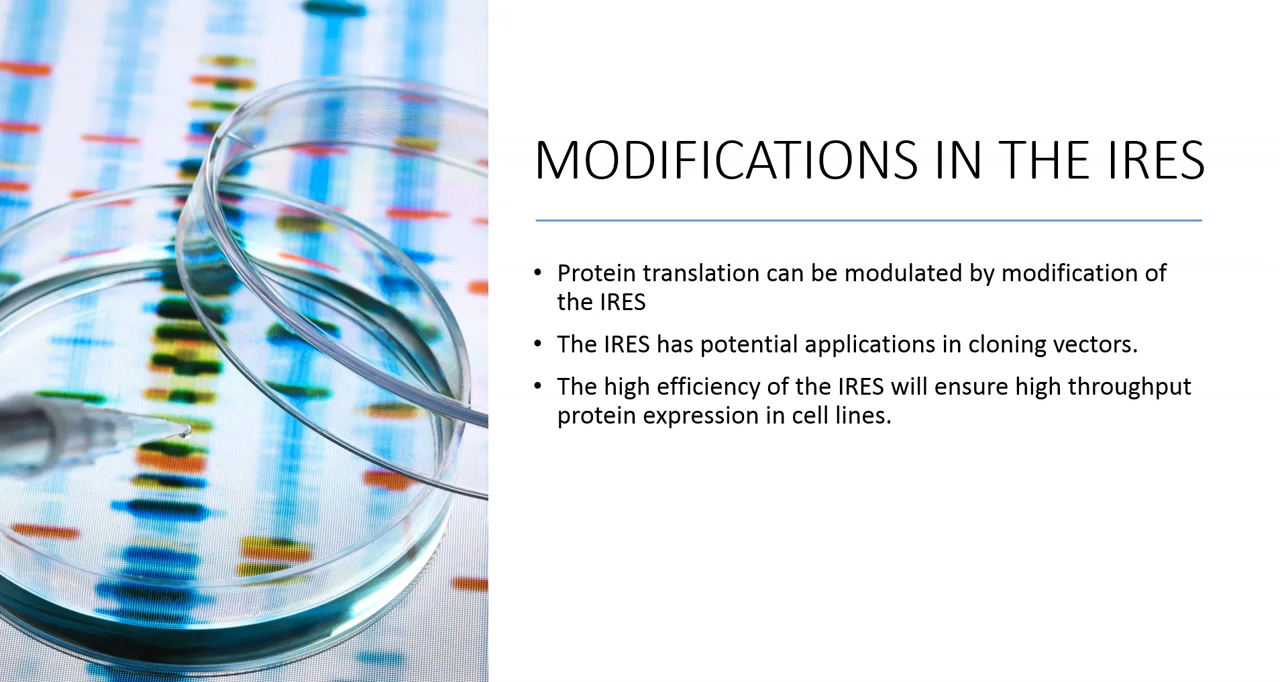 MODIFICATIONS IN THE IRES
• Protein translation can be modulated by modification of
the IRES
• The IRES has potential applications in cloning vectors.
• The high efficiency of the IRES will ensure high throughput
protein expression in cell lines.